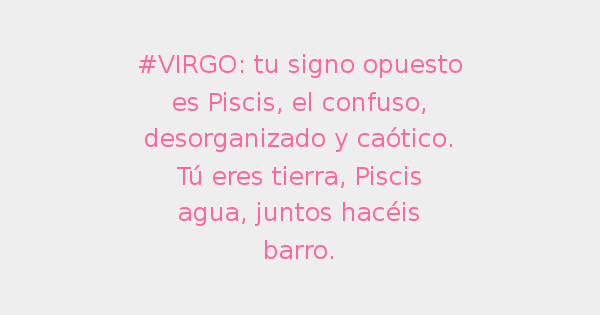 #VIRGO: tu signo opuesto
es Piscis, el confuso,
desorganizado y caótico.
Tú eres tierra, Piscis
agua, juntos hacéis
barro.